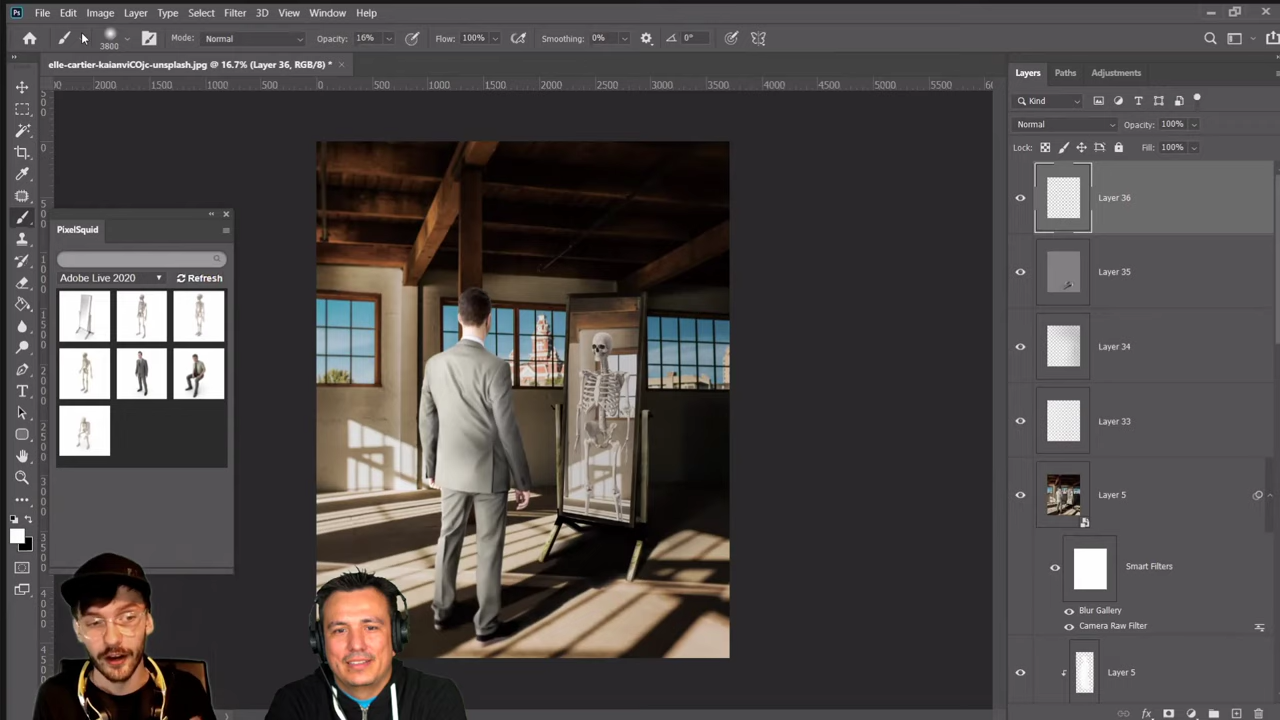 Ps File Edit Image Layer Type Select Filter 3D View Window Help
3800 Mode: Normal Opacity: 16% Flow: 100% Smoothing: 0% 0°
elle-cartier-kaianviCOjc-unsplash.jpg @ 16.7% (Layer 36, RGB/8) * ×
2000 1500 1000 500 0 500 1000 1500 2000 2500 3000 3500 4000 4500 5000 5500
Layers Paths Adjustments
Kind
Normal Opacity: 100%
Lock: Fill: 100%
Layer 36
PixelSquid
Adobe Live 2020 Refresh
Layer 35
Layer 34
Layer 33
Layer 5
Smart Filters
Blur Gallery
Camera Raw Filter
Layer 5